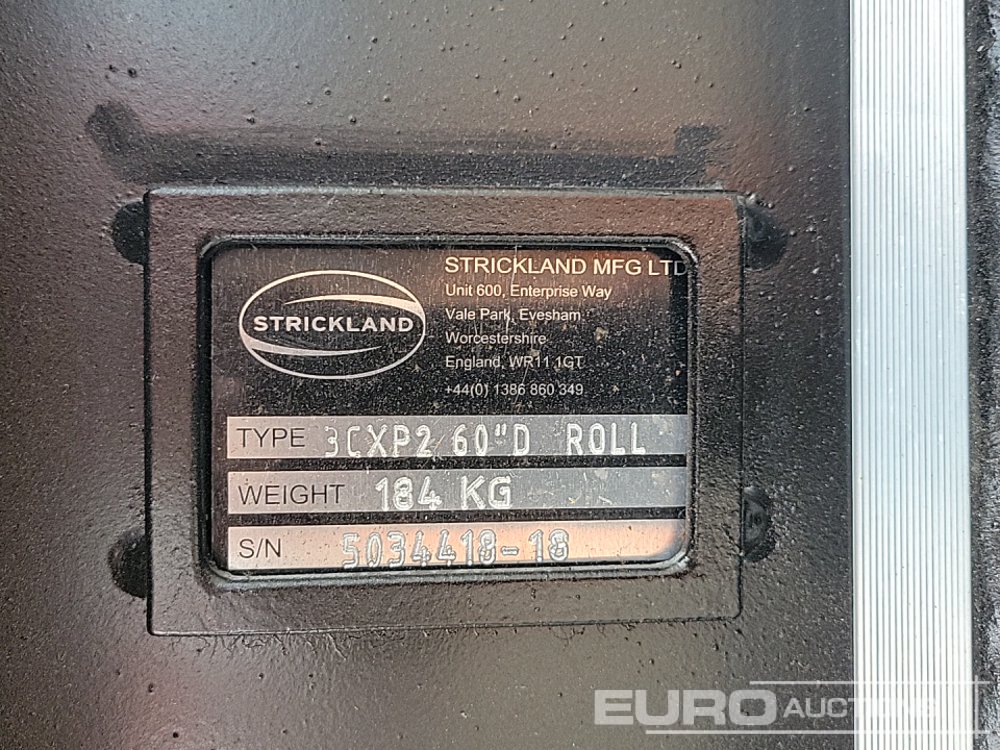 STRICKLAND
STRICKLAND MFG LTD
Unit 600, Enterprise Way
Vale Park, Evesham
Worcestershire
England, WR11 1GT
+44(0) 1386 860 349
TYPE 3CXP2 60"D ROLL
WEIGHT 184 KG
S/N 5034418-18
EURO AUCTIONS